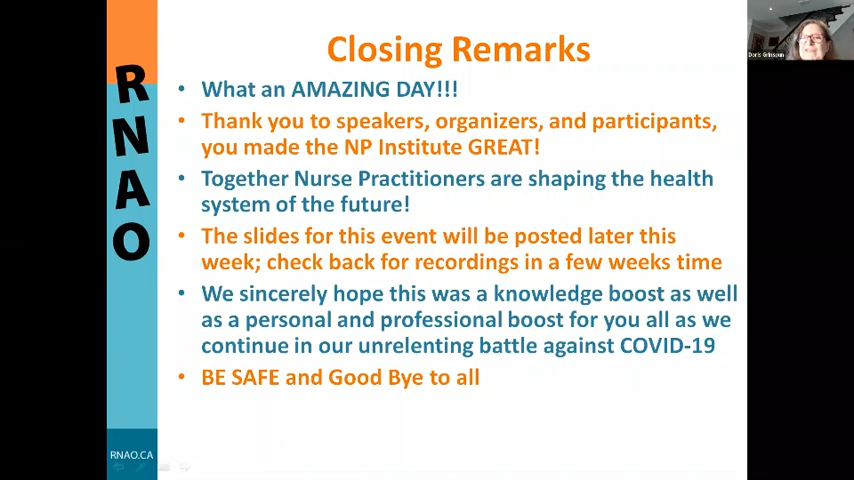 Closing Remarks
• What an AMAZING DAY!!!
• Thank you to speakers, organizers, and participants,
you made the NP Institute GREAT!
• Together Nurse Practitioners are shaping the health
system of the future!
• The slides for this event will be posted later this
week; check back for recordings in a few weeks time
• We sincerely hope this was a knowledge boost as well
as a personal and professional boost for you all as we
continue in our unrelenting battle against COVID-19
• BE SAFE and Good Bye to all
R
N
A
O
RNAO.CA
Doris Grinspun